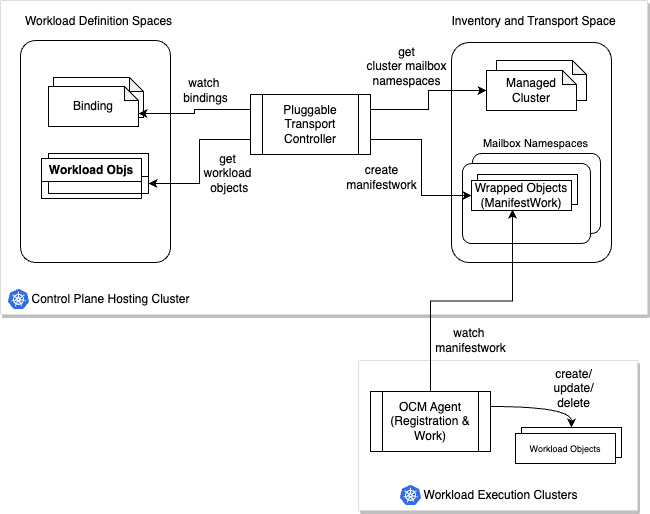 Workload Definition Spaces
Inventory and Transport Space
Binding
watch
bindings
Pluggable
Transport
Controller
get
cluster mailbox
namespaces
Managed
Cluster
Workload Objs
get
workload
objects
create
manifestwork
Mailbox Namespaces
Wrapped Objects
(ManifestWork)
Control Plane Hosting Cluster
watch
manifestwork
OCM Agent
(Registration &
Work)
create/
update/
delete
Workload Objects
Workload Execution Clusters